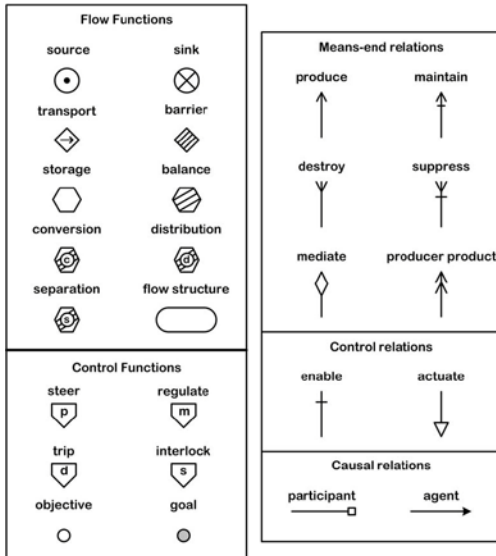 Flow Functions
source sink
transport barrier
storage balance
conversion distribution
c d
separation flow structure
s
Control Functions
steer regulate
p m
trip interlock
d s
objective goal
Means-end relations
produce maintain
destroy suppress
mediate producer product
Control relations
enable actuate
Causal relations
participant agent